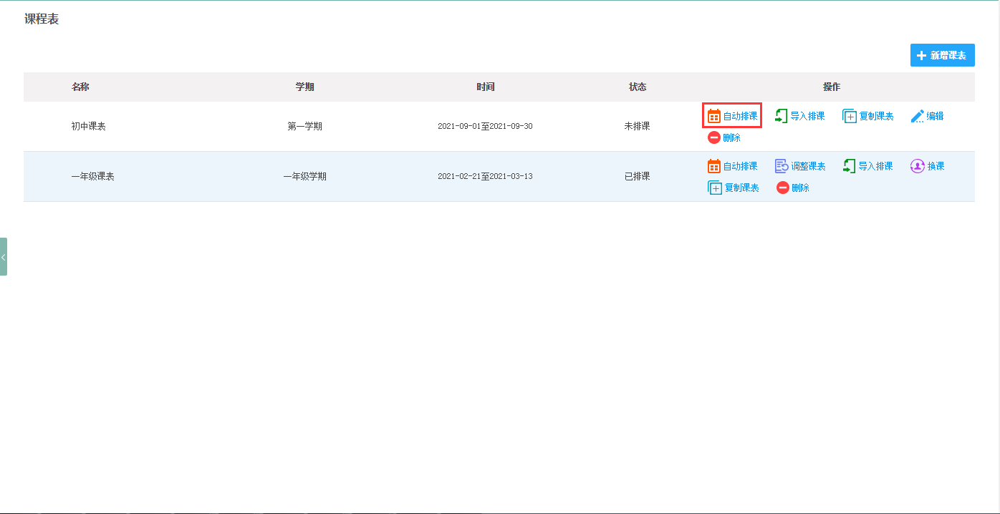 课程表
新增课表
名称 学期 时间 状态 操作
初中课表 第一学期 2021-09-01至2021-09-30 未排课 自动排课 导入排课 复制课表 编辑
删除
一年级课表 一年级学期 2021-02-21至2021-03-13 已排课 自动排课 调整课表 导入排课 换课
复制课表 删除